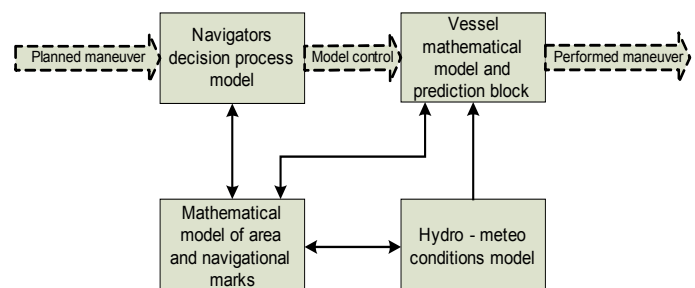 Planned maneuver
Navigators
decision process
model
Model control
Vessel
mathematical
model and
prediction block
Performed maneuver
Mathematical
model of area
and navigational
marks
Hydro - meteo
conditions model